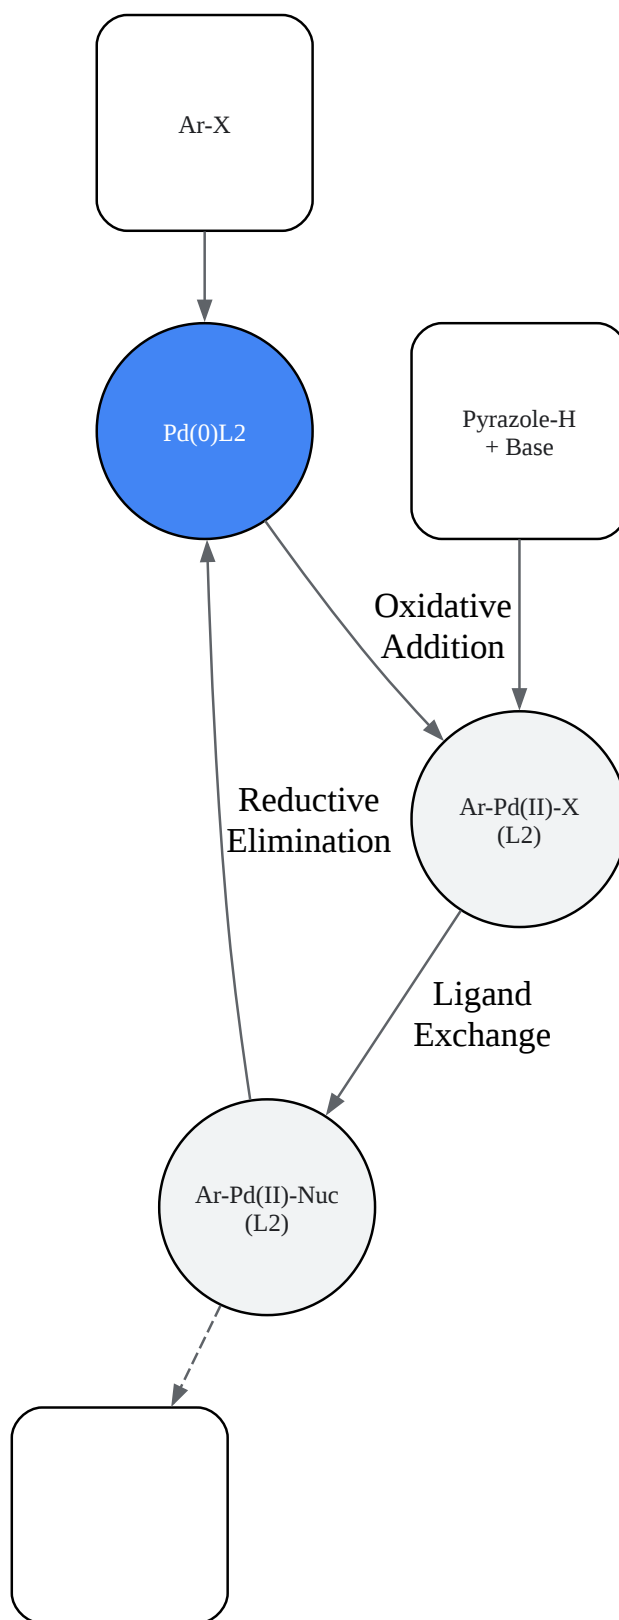 Ar-X
Pd(0)L2
Pyrazole-H
+ Base
Oxidative
Addition
Ar-Pd(II)-X
(L2)
Reductive
Elimination
Ligand
Exchange
Ar-Pd(II)-Nuc
(L2)